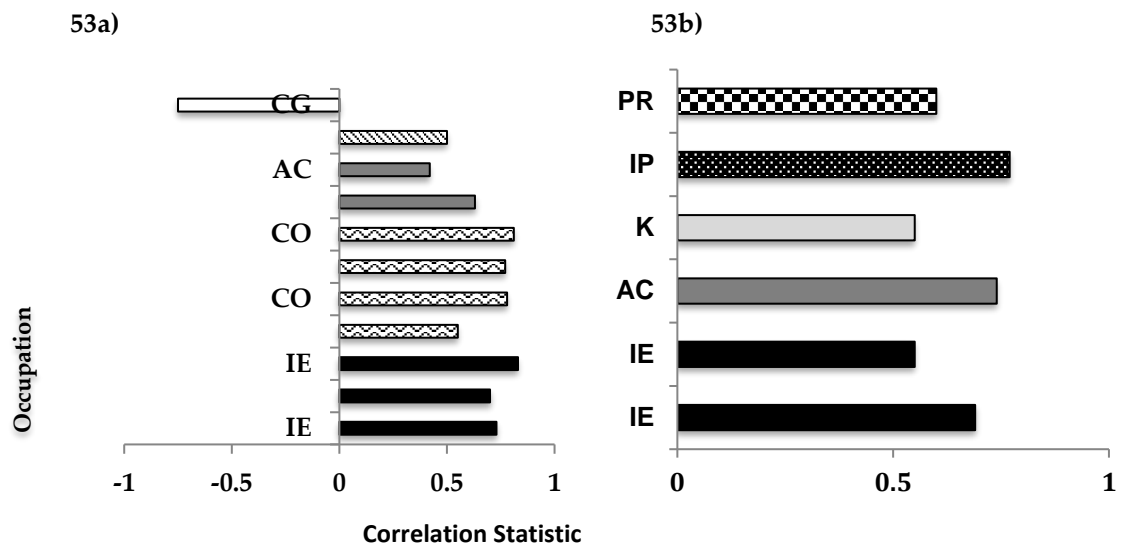 53a)
CG
AC
CO
CO
IE
IE
Occupation
-1 -0.5 0 0.5 1
Correlation Statistic
53b)
PR
IP
K
AC
IE
IE
0 0.5 1